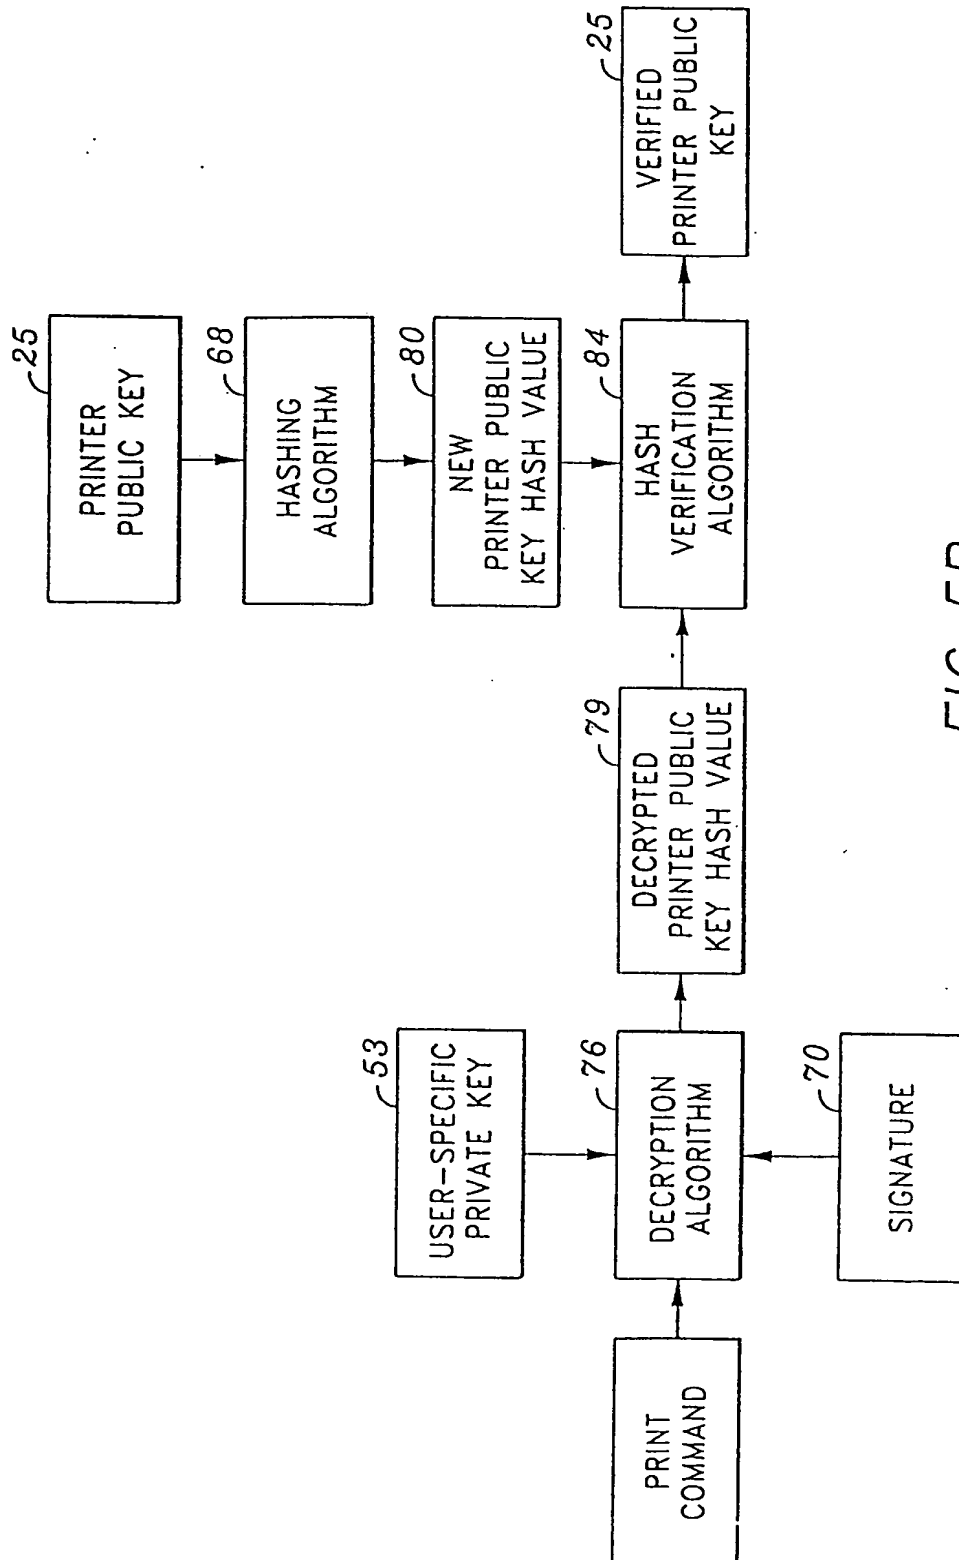 PRINTER
PUBLIC KEY
25
HASHING
ALGORITHM
68
NEW
PRINTER PUBLIC
KEY HASH VALUE
80
USER-SPECIFIC
PRIVATE KEY
53
PRINT
COMMAND
DECRYPTION
ALGORITHM
76
DECRYPTED
PRINTER PUBLIC
KEY HASH VALUE
79
HASH
VERIFICATION
ALGORITHM
84
VERIFIED
PRINTER PUBLIC
KEY
25
SIGNATURE
70
FIG.